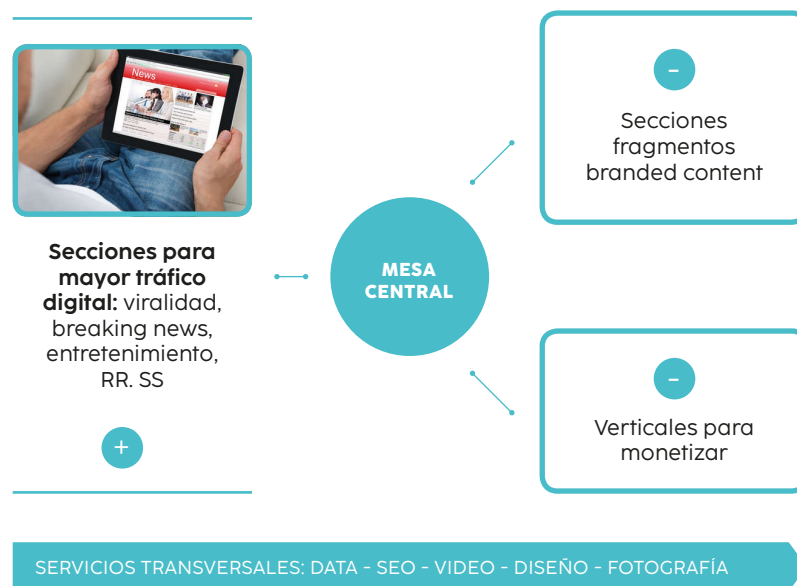 News
Secciones para
mayor tráfico
digital: viralidad,
breaking news,
entretenimiento,
RR. SS
+
MESA
CENTRAL
-
Secciones
fragmentos
branded content
-
Verticales para
monetizar
SERVICIOS TRANSVERSALES: DATA - SEO - VIDEO - DISEÑO - FOTOGRAFÍA